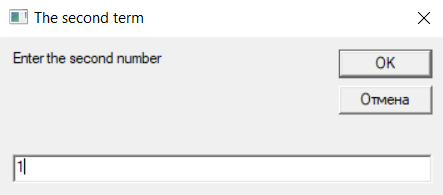 The second term
Enter the second number
OK
Отмена
1